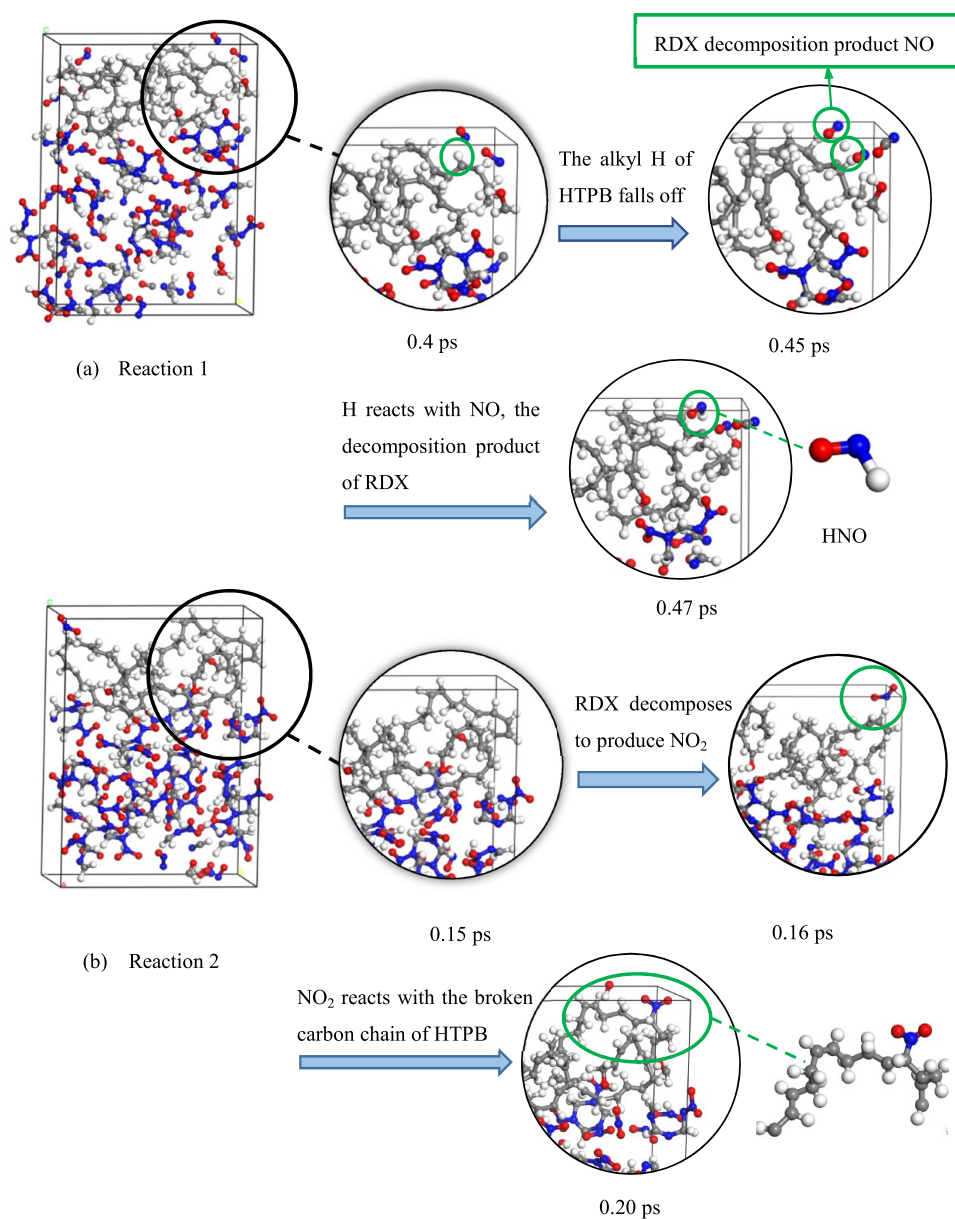 RDX decomposition product NO
The alkyl H of
HTPB falls off
0.4 ps
0.45 ps
(a) Reaction 1
H reacts with NO, the
decomposition product
of RDX
HNO
0.47 ps
RDX decomposes
to produce NO₂
0.15 ps
0.16 ps
(b) Reaction 2
NO₂ reacts with the broken
carbon chain of HTPB
0.20 ps